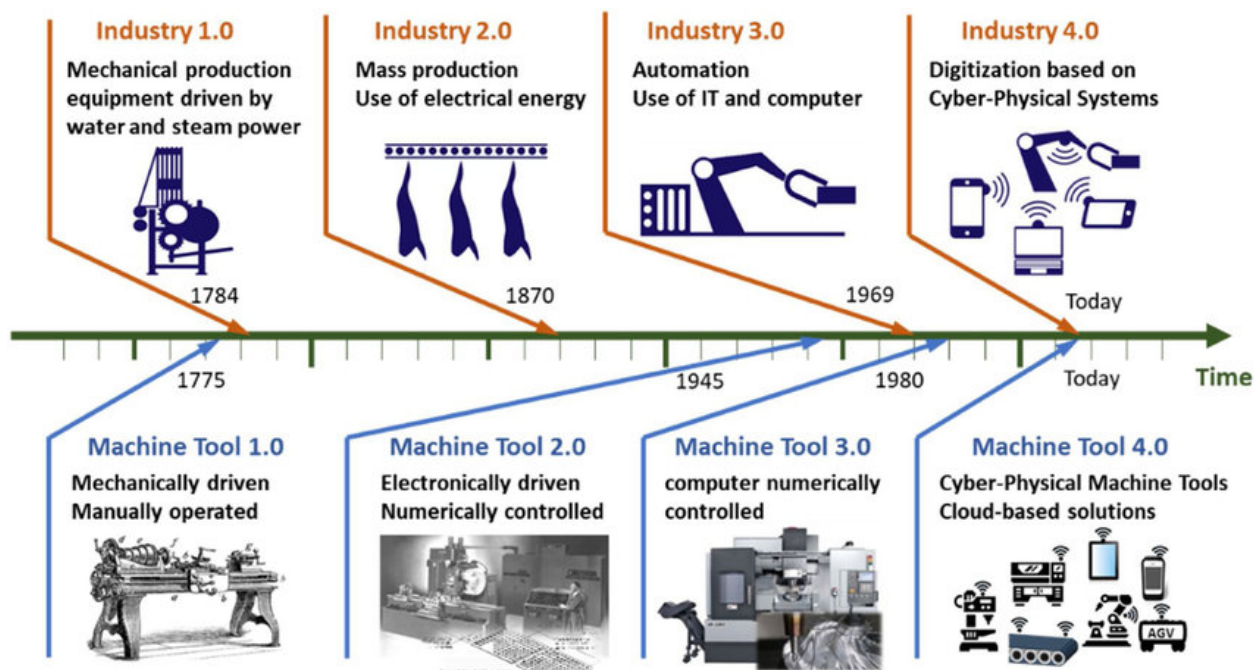 Industry 1.0
Mechanical production
equipment driven by
water and steam power
Industry 2.0
Mass production
Use of electrical energy
Industry 3.0
Automation
Use of IT and computer
Industry 4.0
Digitization based on
Cyber-Physical Systems
1784
1870
1969
Today
1775
1945
1980
Today
Time
Machine Tool 1.0
Mechanically driven
Manually operated
Machine Tool 2.0
Electronically driven
Numerically controlled
Machine Tool 3.0
computer numerically
controlled
Machine Tool 4.0
Cyber-Physical Machine Tools
Cloud-based solutions
AGV